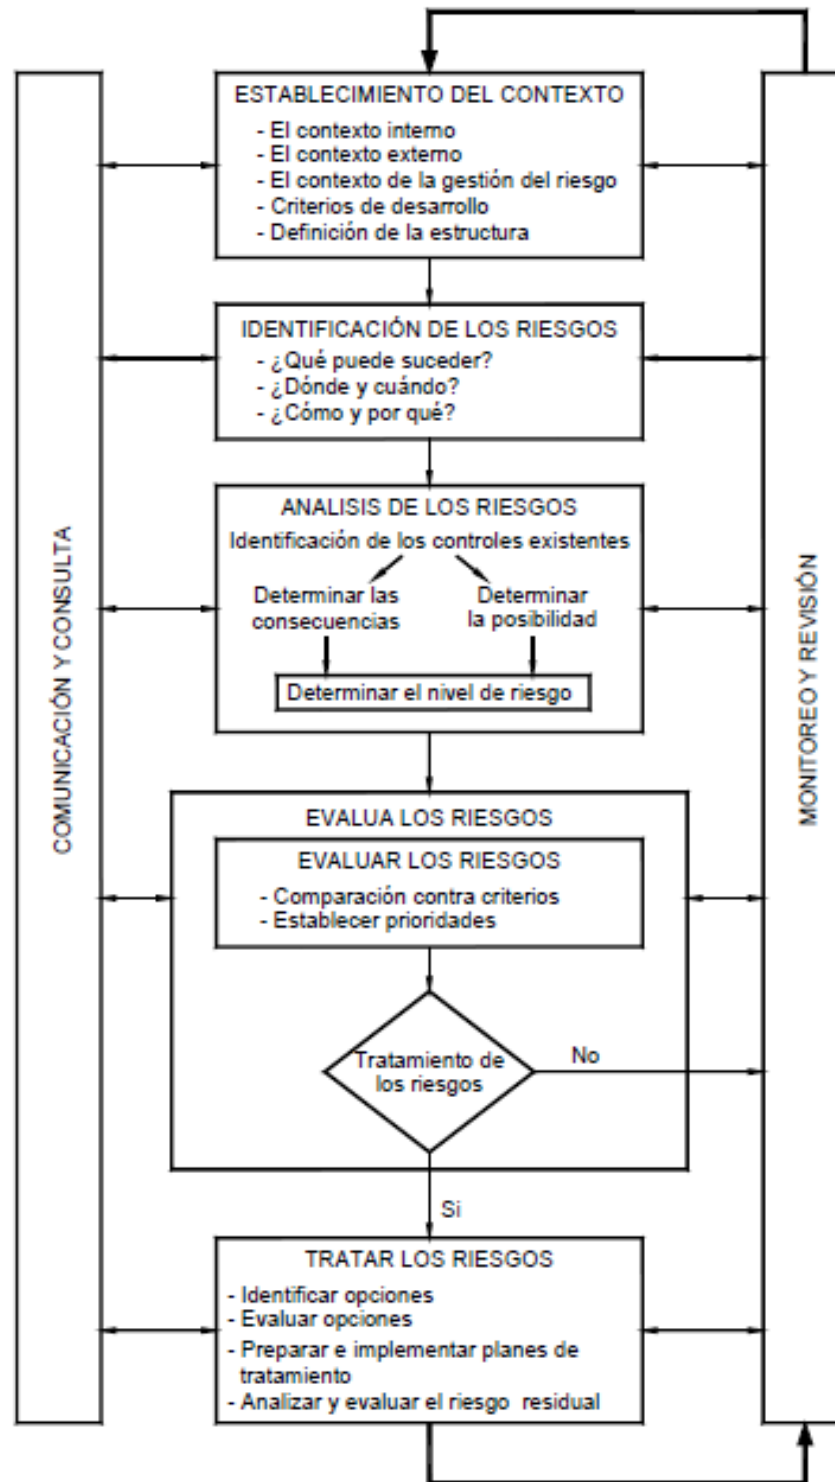 ESTABLECIMIENTO DEL CONTEXTO
- El contexto interno
- El contexto externo
- El contexto de la gestión del riesgo
- Criterios de desarrollo
- Definición de la estructura
IDENTIFICACIÓN DE LOS RIESGOS
- ¿Qué puede suceder?
- ¿Dónde y cuándo?
- ¿Cómo y por qué?
ANALISIS DE LOS RIESGOS
Identificación de los controles existentes
Determinar las
consecuencias
Determinar
la posibilidad
Determinar el nivel de riesgo
EVALUA LOS RIESGOS
EVALUAR LOS RIESGOS
- Comparación contra criterios
- Establecer prioridades
Tratamiento de
los riesgos
No
Si
TRATAR LOS RIESGOS
- Identificar opciones
- Evaluar opciones
- Preparar e implementar planes de
tratamiento
- Analizar y evaluar el riesgo residual
COMUNICACIÓN Y CONSULTA
MONITOREO Y REVISIÓN